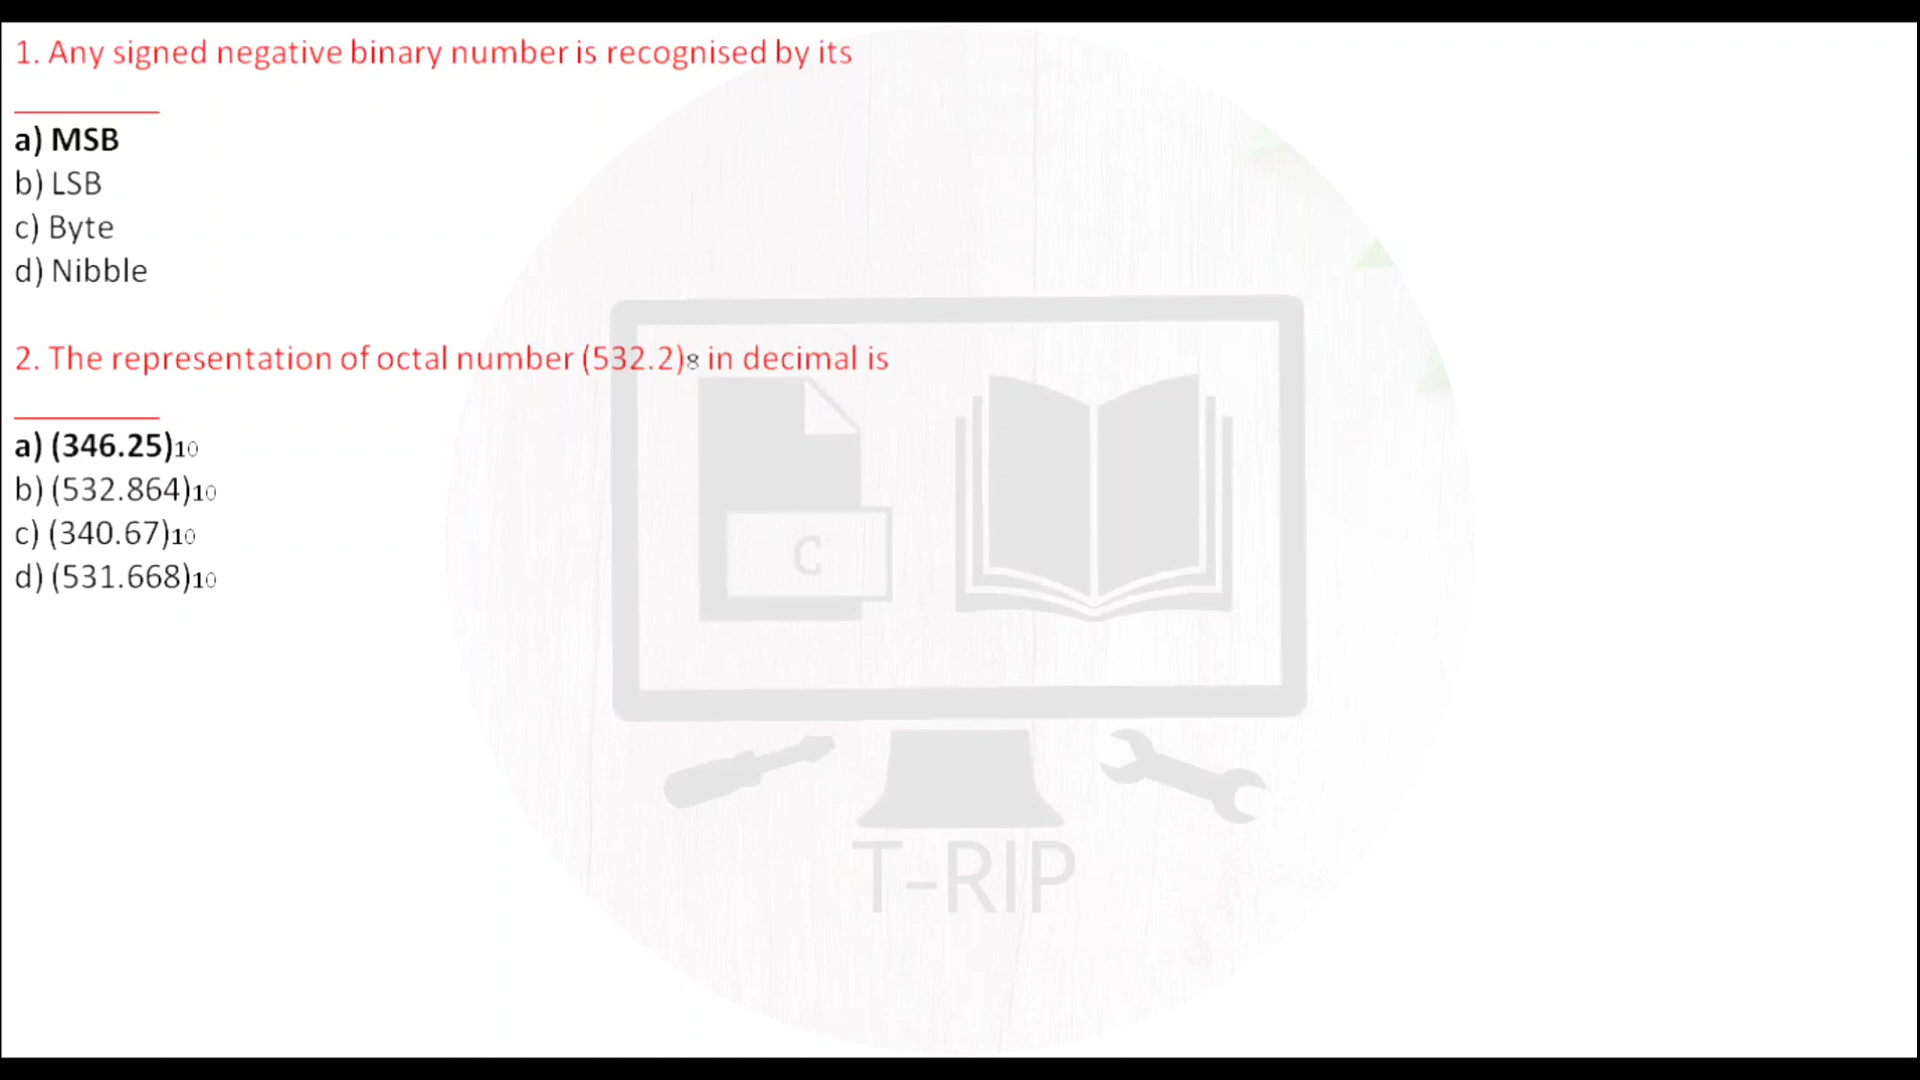 1. Any signed negative binary number is recognised by its
_________
a) MSB
b) LSB
c) Byte
d) Nibble
2. The representation of octal number (532.2)8 in decimal is
_________
a) (346.25)10
b) (532.864)10
c) (340.67)10
d) (531.668)10
C
T-RIP